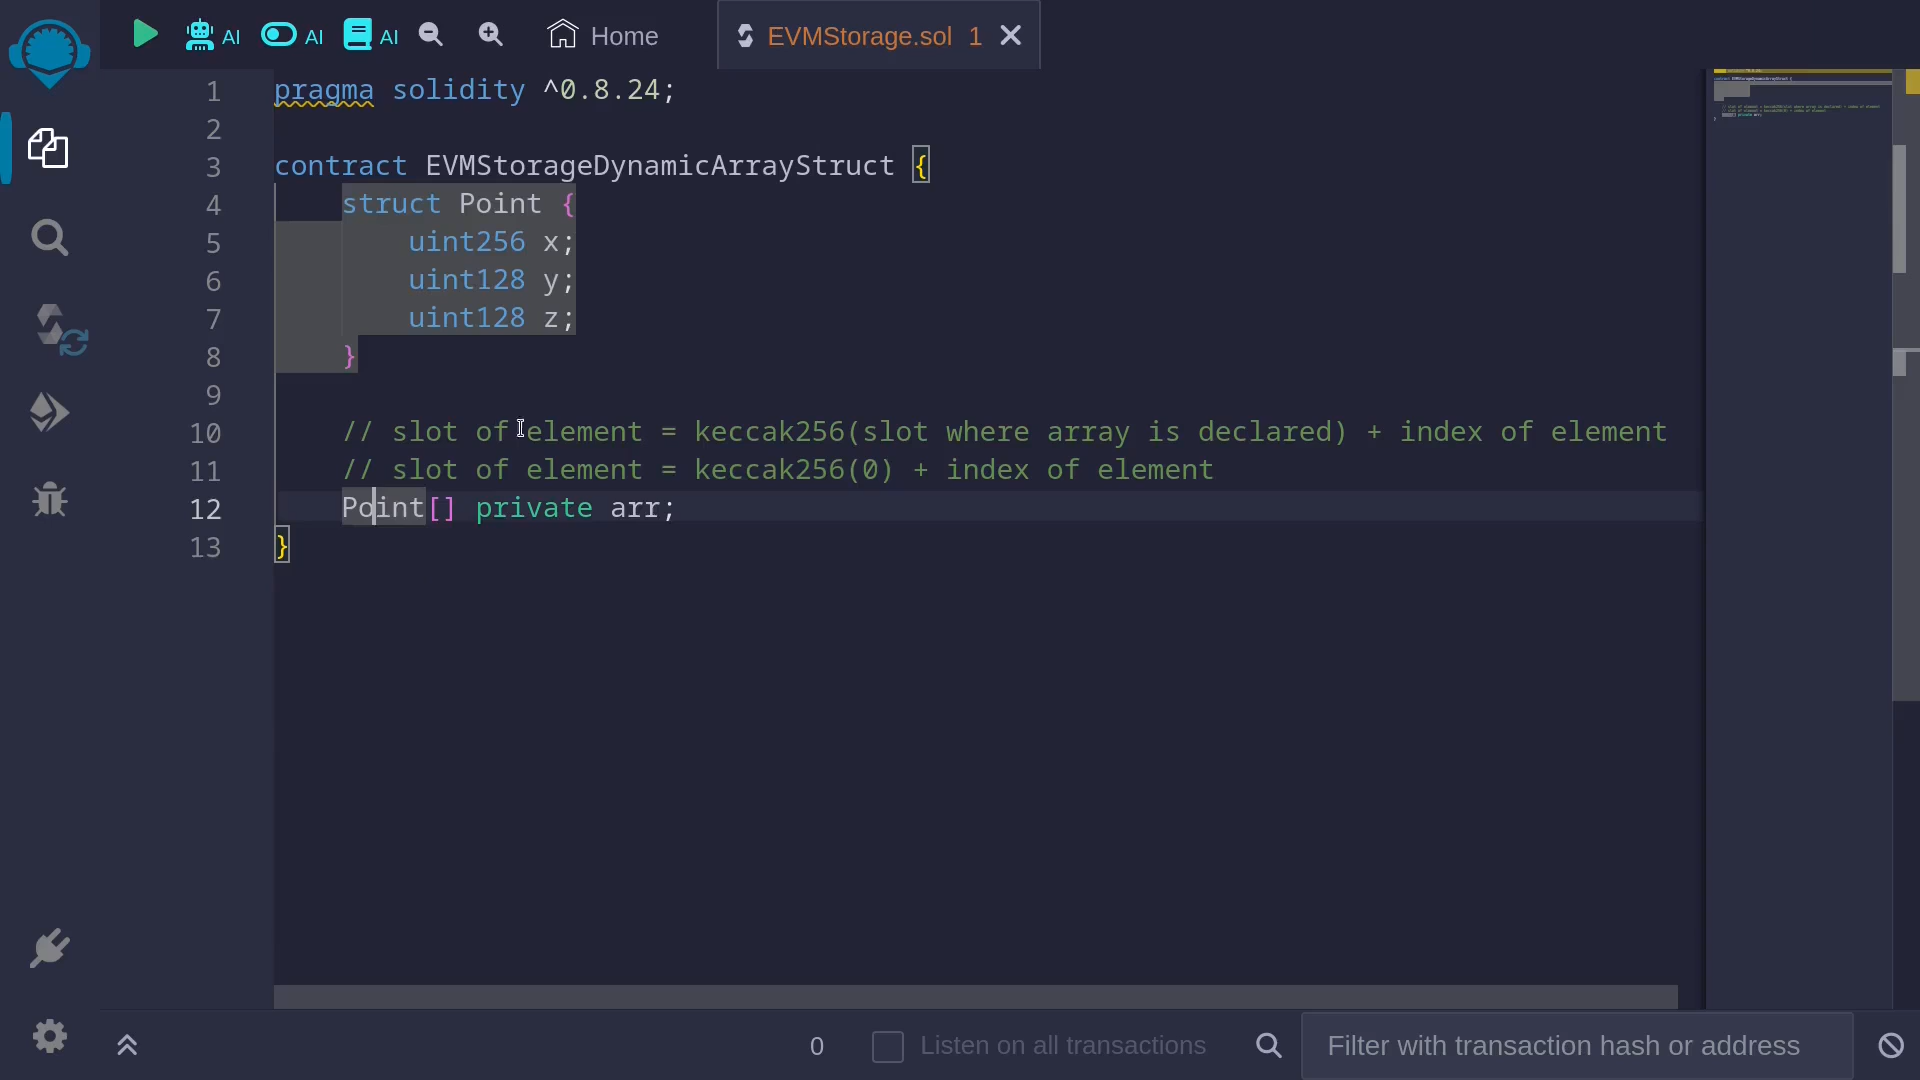 AI AI AI Home EVMStorage.sol 1
1 pragma solidity ^0.8.24;
2
3 contract EVMStorageDynamicArrayStruct {
4 struct Point {
5 uint256 x;
6 uint128 y;
7 uint128 z;
8 }
9
10 // slot of element = keccak256(slot where array is declared) + index of element
11 // slot of element = keccak256(0) + index of element
12 Point[] private arr;
13 }
0 Listen on all transactions Filter with transaction hash or address